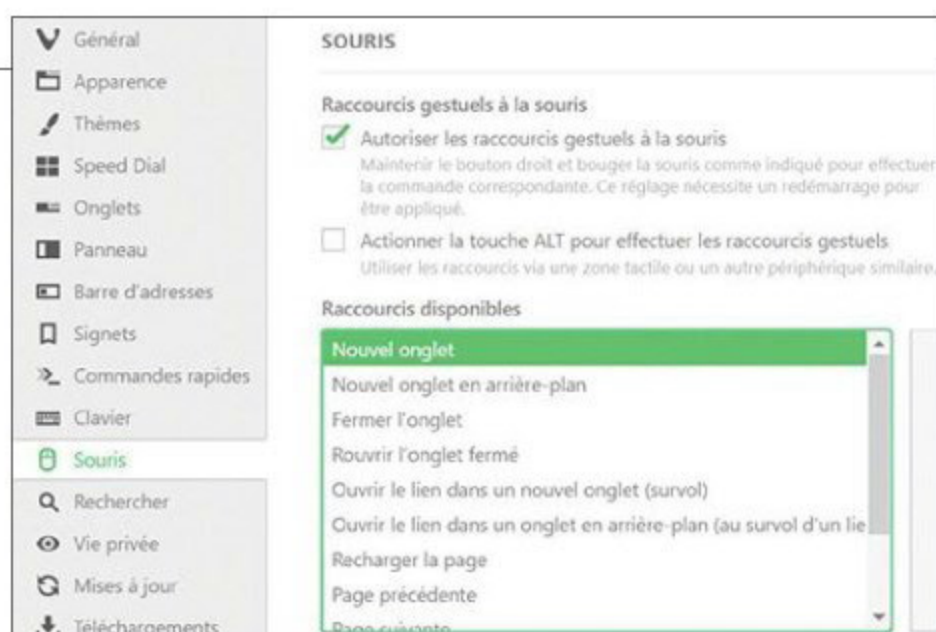 Général
Apparence
Thèmes
Speed Dial
Onglets
Panneau
Barre d'adresses
Signets
Commandes rapides
Clavier
Souris
Rechercher
Vie privée
Mises à jour
Téléchargements
SOURIS
Raccourcis gestuels à la souris
Autoriser les raccourcis gestuels à la souris
Maintenir le bouton droit et bouger la souris comme indiqué pour effectuer
la commande correspondante. Ce réglage nécessite un redémarrage pour
être appliqué.
Actionner la touche ALT pour effectuer les raccourcis gestuels
Utiliser les raccourcis via une zone tactile ou un autre périphérique similaire.
Raccourcis disponibles
Nouvel onglet
Nouvel onglet en arrière-plan
Fermer l'onglet
Rouvrir l'onglet fermé
Ouvrir le lien dans un nouvel onglet (survol)
Ouvrir le lien dans un onglet en arrière-plan (au survol d'un lie
Recharger la page
Page précédente
Page suivante